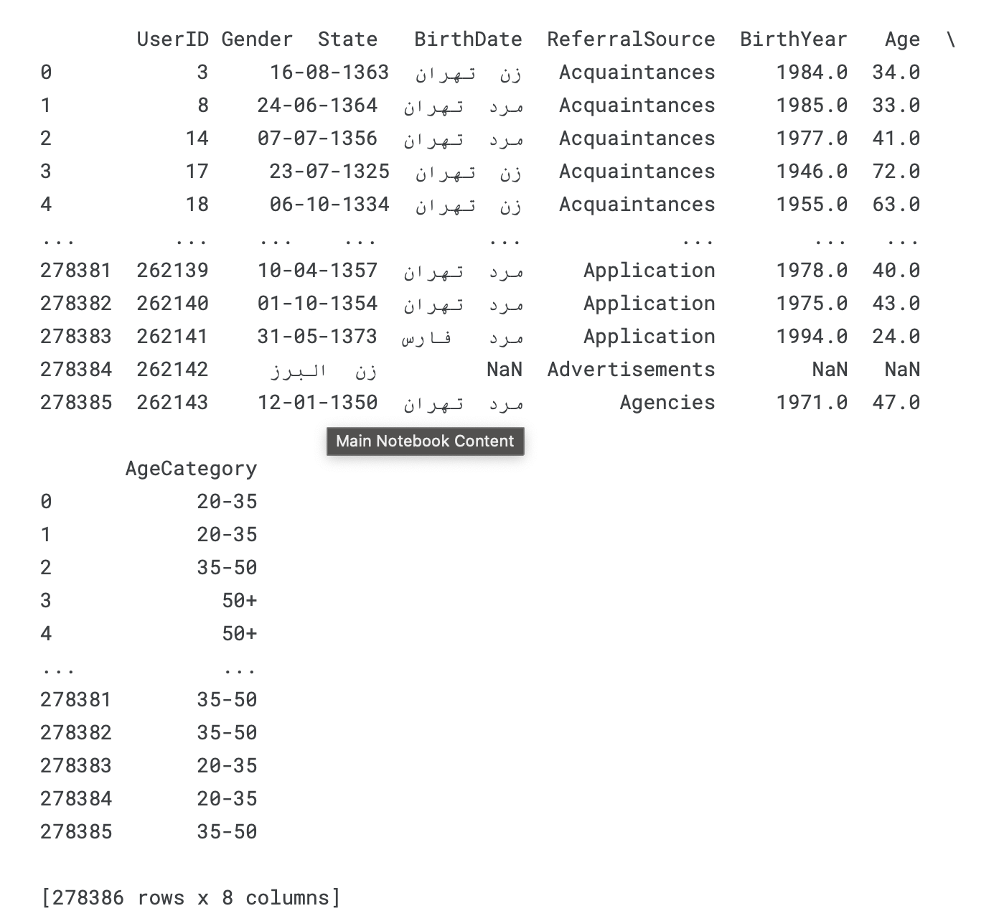 UserID Gender State BirthDate ReferralSource BirthYear Age \
0 3 زن تهران 16-08-1363 Acquaintances 1984.0 34.0
1 8 مرد تهران 24-06-1364 Acquaintances 1985.0 33.0
2 14 مرد تهران 07-07-1356 Acquaintances 1977.0 41.0
3 17 زن تهران 23-07-1325 Acquaintances 1946.0 72.0
4 18 زن تهران 06-10-1334 Acquaintances 1955.0 63.0
... ... ... ... ... ... ... ...
278381 262139 مرد تهران 10-04-1357 Application 1978.0 40.0
278382 262140 مرد تهران 01-10-1354 Application 1975.0 43.0
278383 262141 مرد فارس 31-05-1373 Application 1994.0 24.0
278384 262142 زن البرز NaN Advertisements NaN NaN
278385 262143 مرد تهران 12-01-1350 Agencies 1971.0 47.0
Main Notebook Content
AgeCategory
0 20-35
1 20-35
2 35-50
3 50+
4 50+
... ...
278381 35-50
278382 35-50
278383 20-35
278384 20-35
278385 35-50
[278386 rows x 8 columns]